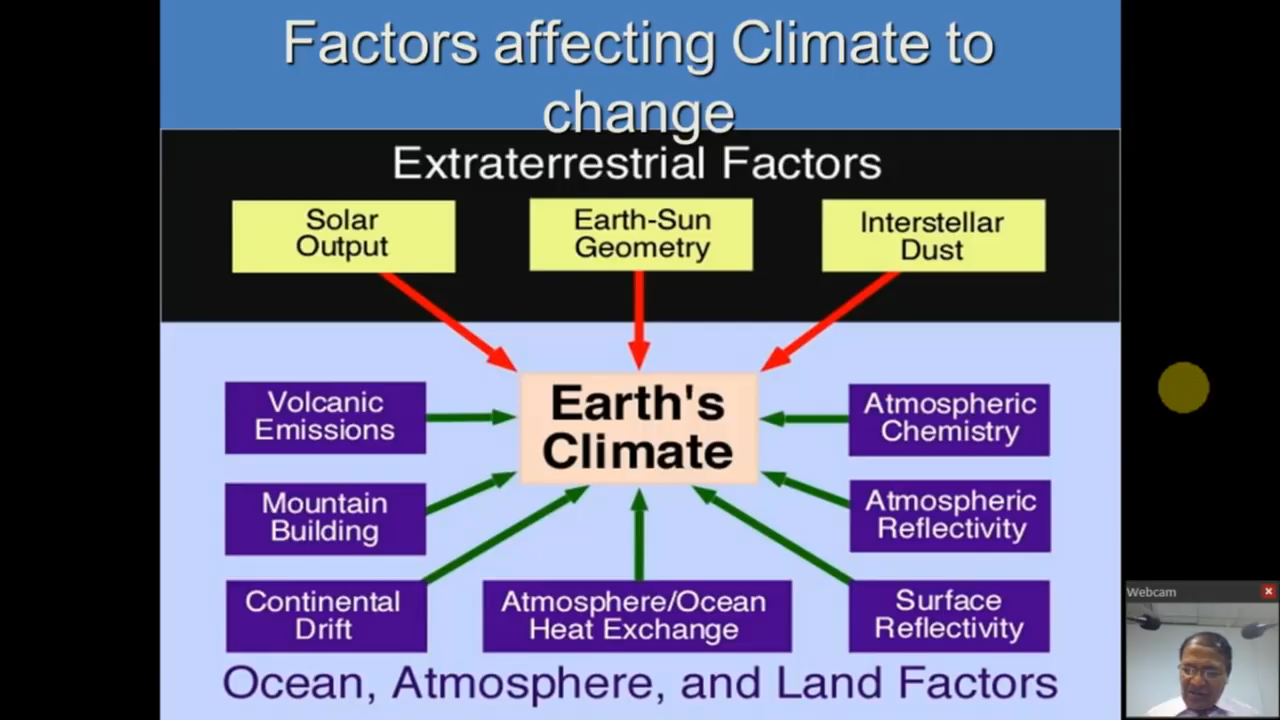 Factors affecting Climate to
change
Extraterrestrial Factors
Solar
Output
Earth-Sun
Geometry
Interstellar
Dust
Earth's
Climate
Volcanic
Emissions
Mountain
Building
Continental
Drift
Atmosphere/Ocean
Heat Exchange
Atmospheric
Chemistry
Atmospheric
Reflectivity
Surface
Reflectivity
Ocean, Atmosphere, and Land Factors
Webcam